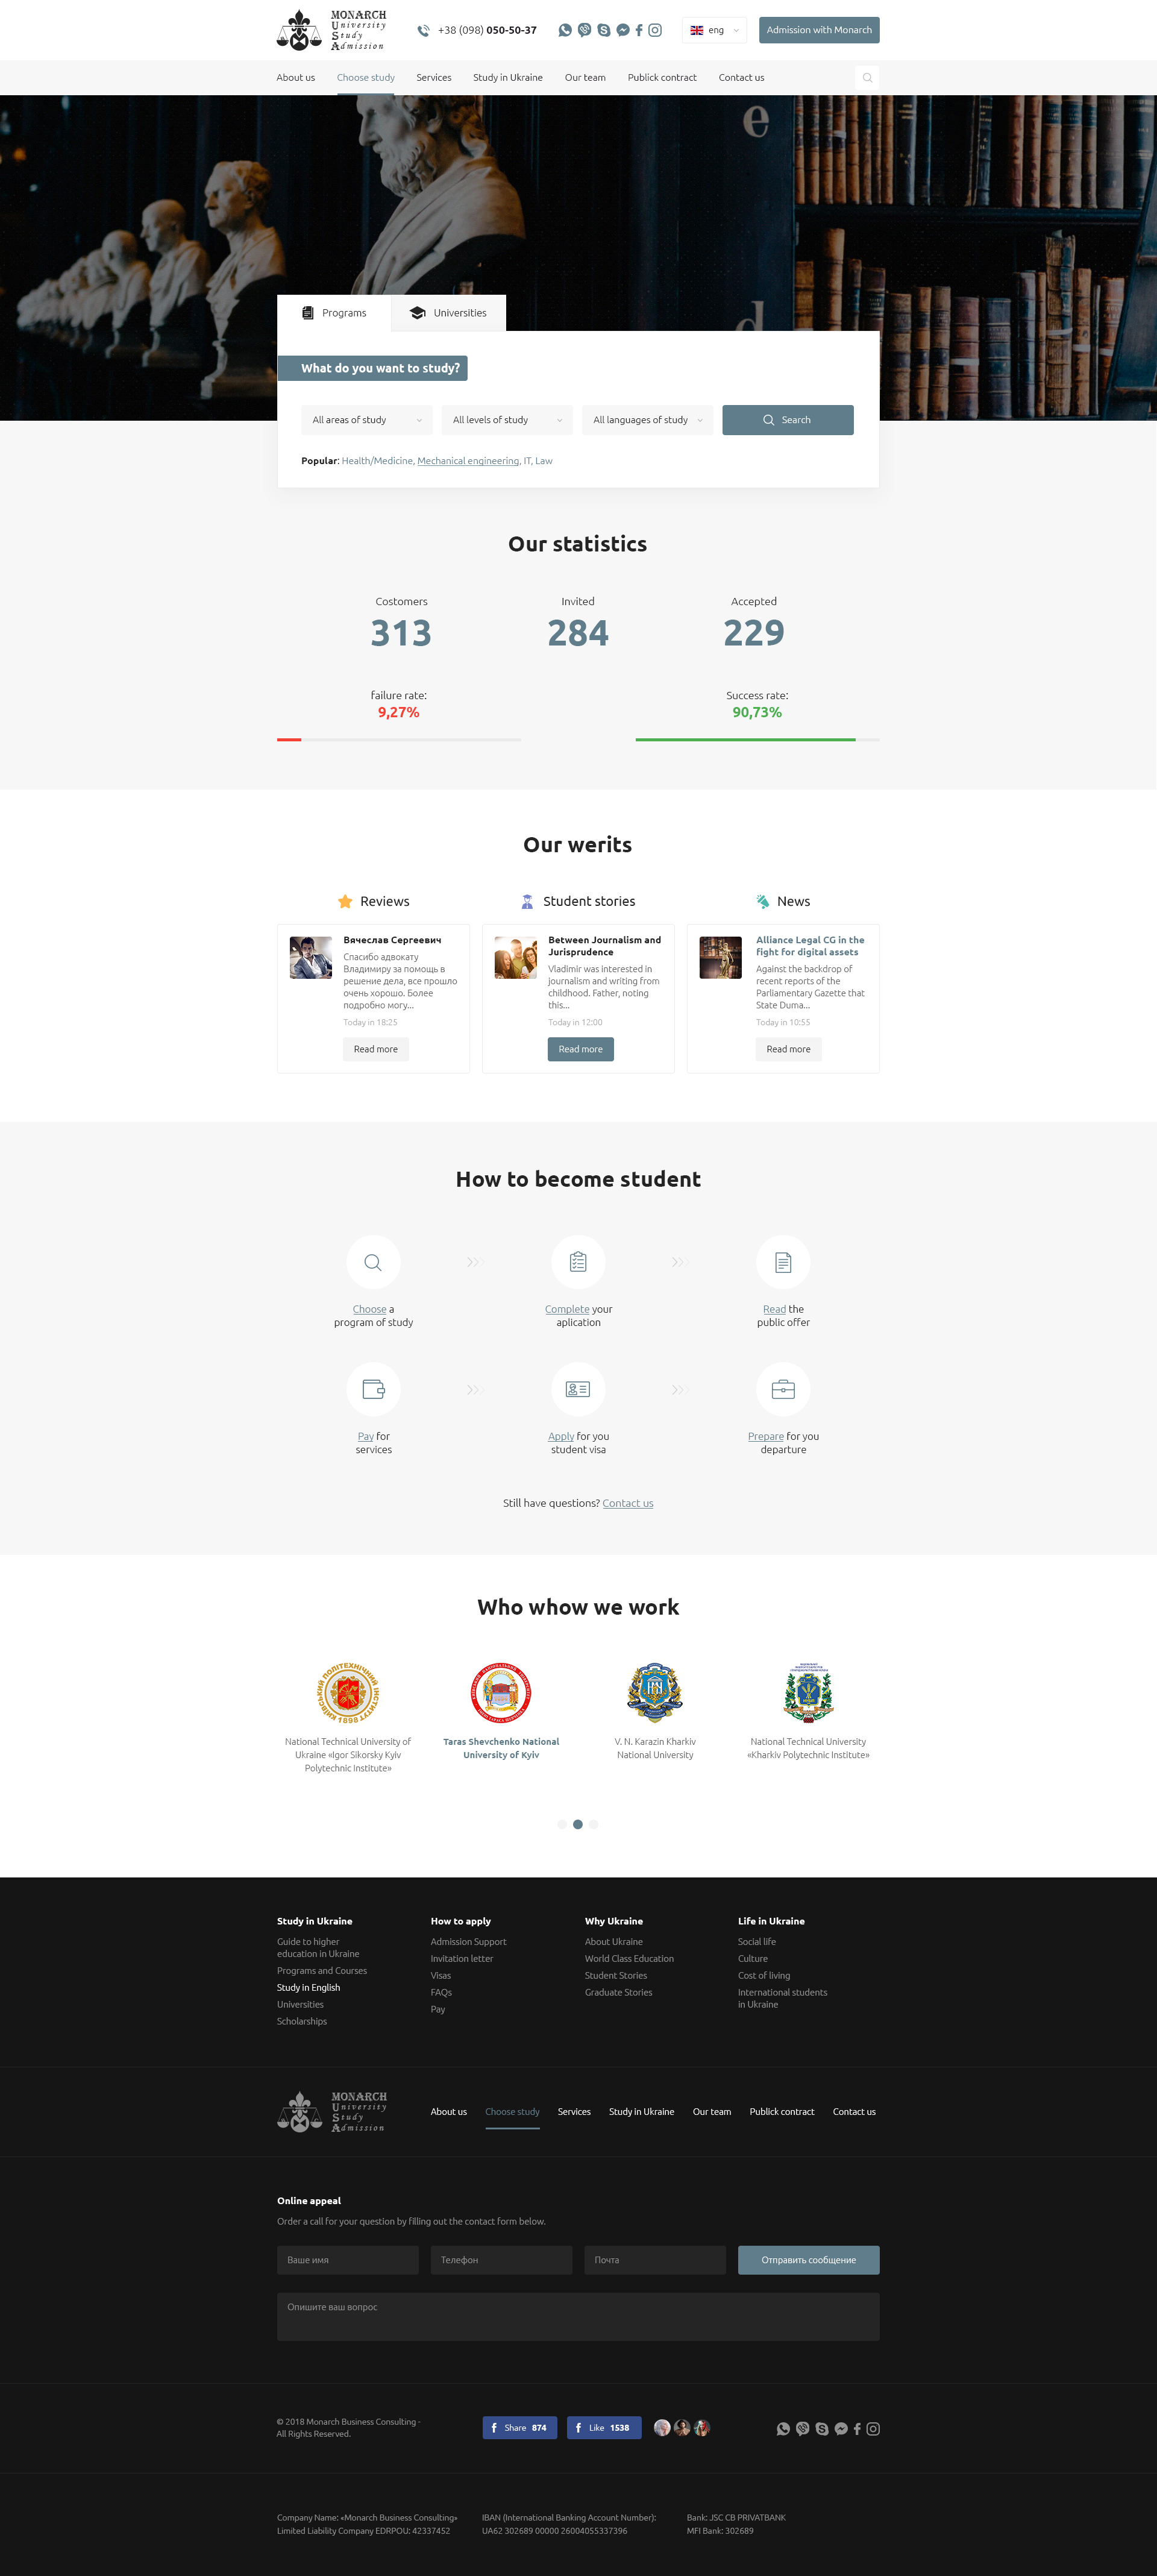 MONARCH
University
Study
Admission
+38 (098) 050-50-37
eng
Admission with Monarch
About us
Choose study
Services
Study in Ukraine
Our team
Publick contract
Contact us
Programs
Universities
What do you want to study?
All areas of study
All levels of study
All languages of study
Search
Popular: Health/Medicine, Mechanical engineering, IT, Law
Our statistics
Costomers
313
Invited
284
Accepted
229
failure rate:
9,27%
Success rate:
90,73%
Our werits
Reviews
Вячеслав Сергеевич
Спасибо адвокату
Владимиру за помощь в
решение дела, все прошло
очень хорошо. Более
подробно могу...
Today in 18:25
Read more
Student stories
Between Journalism and
Jurisprudence
Vladimir was interested in
journalism and writing from
childhood. Father, noting
this...
Today in 12:00
Read more
News
Alliance Legal CG in the
fight for digital assets
Against the backdrop of
recent reports of the
Parliamentary Gazette that
State Duma...
Today in 10:55
Read more
How to become student
Choose a
program of study
Complete your
aplication
Read the
public offer
Pay for
services
Apply for you
student visa
Prepare for you
departure
Still have questions? Contact us
Who whow we work
КИЇВСЬКИЙ ПОЛІТЕХНІЧНИЙ ІНСТИТУТ
1898
National Technical University of
Ukraine «Igor Sikorsky Kyiv
Polytechnic Institute»
Taras Shevchenko National
University of Kyiv
V. N. Karazin Kharkiv
National University
National Technical University
«Kharkiv Polytechnic Institute»
Study in Ukraine
Guide to higher
education in Ukraine
Programs and Courses
Study in English
Universities
Scholarships
How to apply
Admission Support
Invitation letter
Visas
FAQs
Pay
Why Ukraine
About Ukraine
World Class Education
Student Stories
Graduate Stories
Life in Ukraine
Social life
Culture
Cost of living
International students
in Ukraine
MONARCH
University
Study
Admission
About us
Choose study
Services
Study in Ukraine
Our team
Publick contract
Contact us
Online appeal
Order a call for your question by filling out the contact form below.
Ваше имя
Телефон
Почта
Отправить сообщение
Опишите ваш вопрос
© 2018 Monarch Business Consulting -
All Rights Reserved.
Share 874
Like 1538
Company Name: «Monarch Business Consulting»
Limited Liability Company EDRPOU: 42337452
IBAN (International Banking Account Number):
UA62 302689 00000 26004055337396
Bank: JSC CB PRIVATBANK
MFI Bank: 302689